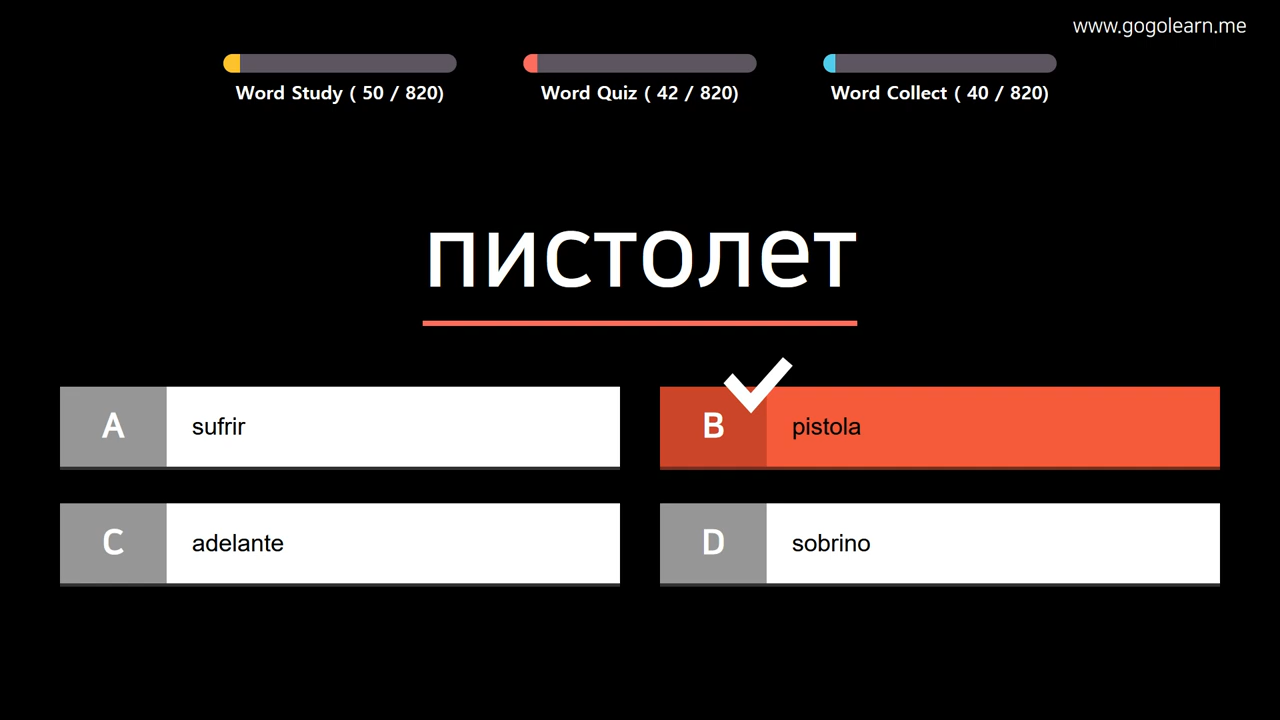 www.gogolearn.me
Word Study ( 50 / 820)
Word Quiz ( 42 / 820)
Word Collect ( 40 / 820)
пистолет
A sufrir
B pistola
C adelante
D sobrino